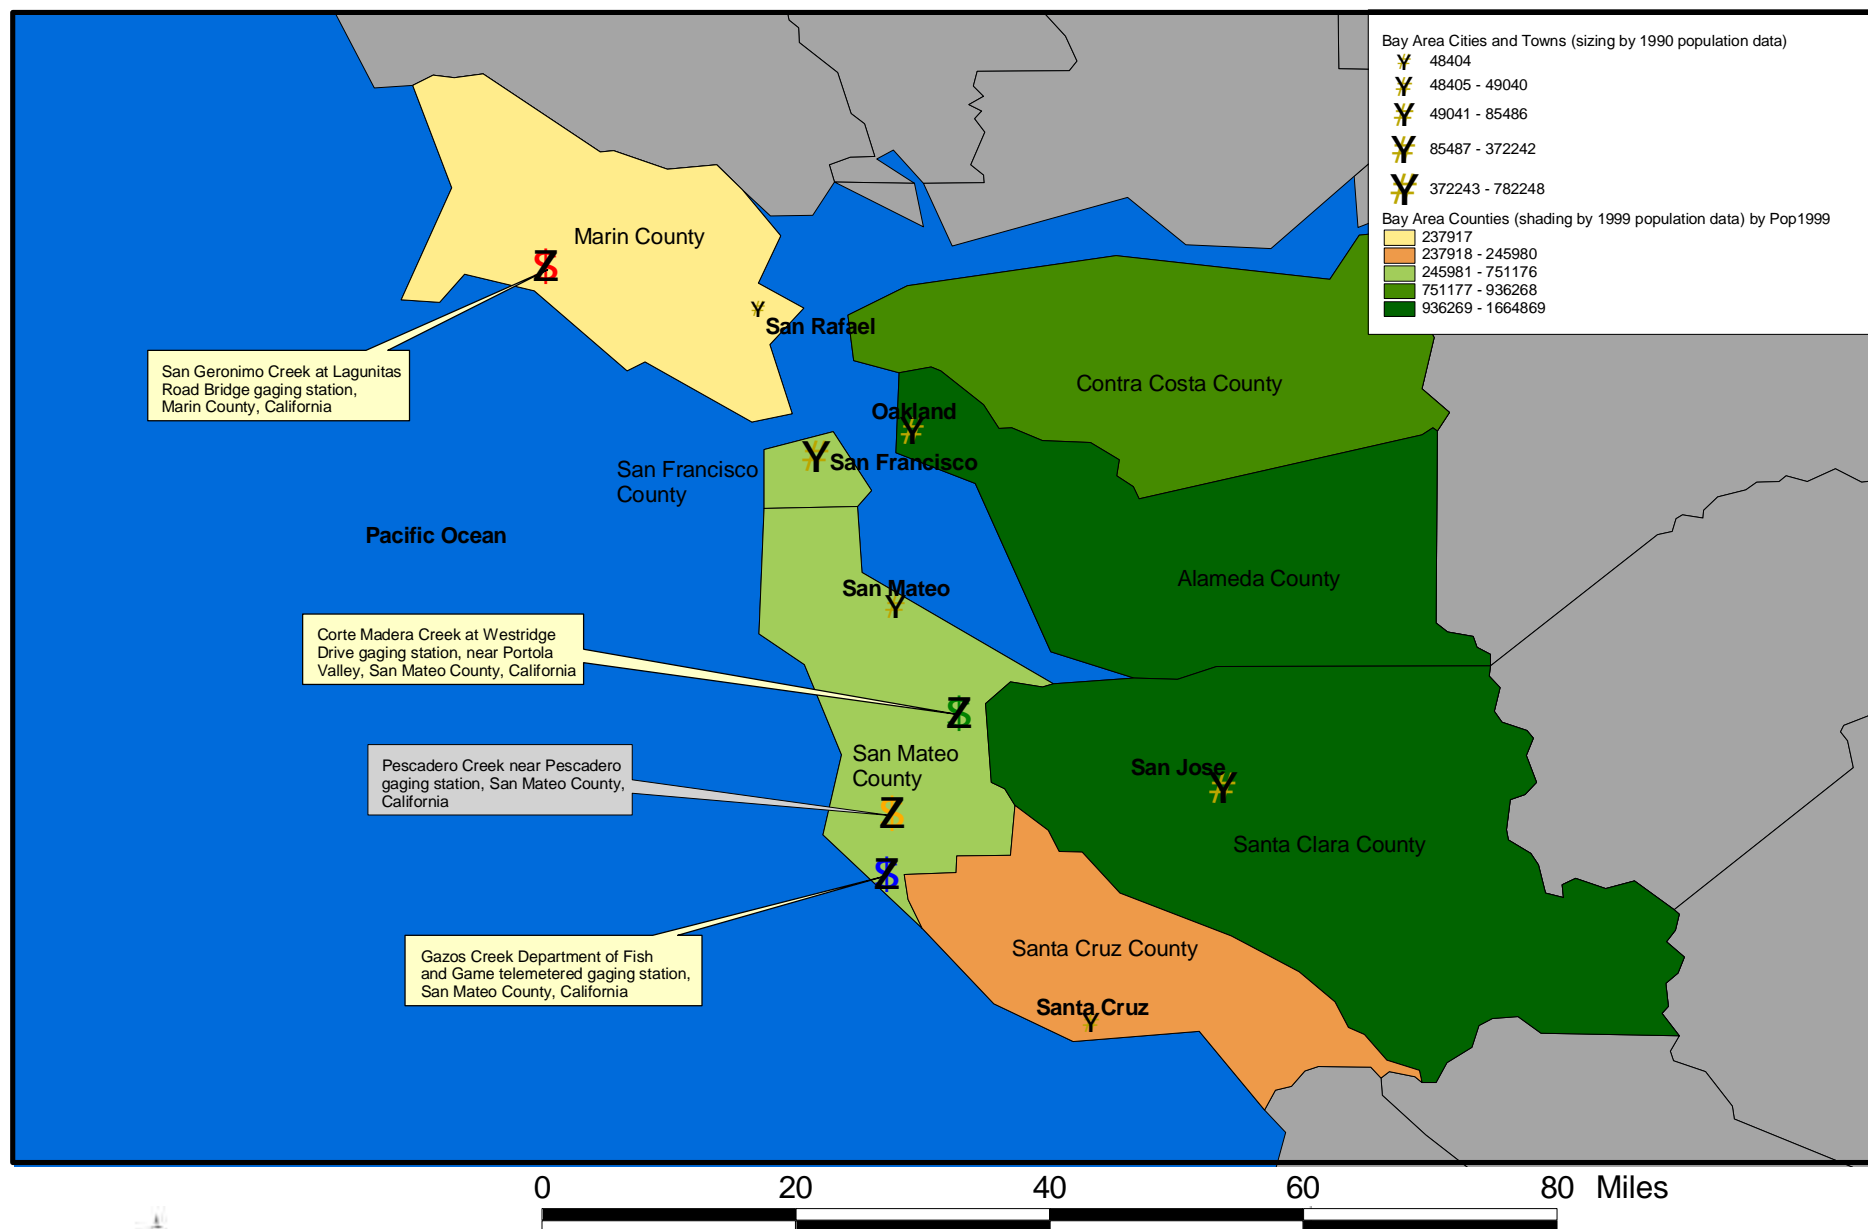 Bay Area Cities and Towns (sizing by 1990 population data)
48404
48405 - 49040
49041 - 85486
85487 - 372242
372243 - 782248
Bay Area Counties (shading by 1999 population data) by Pop1999
237917
237918 - 245980
245981 - 751176
751177 - 936268
936269 - 1664869
Marin County
San Rafael
San Geronimo Creek at Lagunitas
Road Bridge gaging station,
Marin County, California
Contra Costa County
Oakland
San Francisco
San Francisco
County
Pacific Ocean
Alameda County
San Mateo
Corte Madera Creek at Westridge
Drive gaging station, near Portola
Valley, San Mateo County, California
San Mateo
County
Pescadero Creek near Pescadero
gaging station, San Mateo County,
California
San Jose
Santa Clara County
Gazos Creek Department of Fish
and Game telemetered gaging station,
San Mateo County, California
Santa Cruz County
Santa Cruz
0 20 40 60 80 Miles